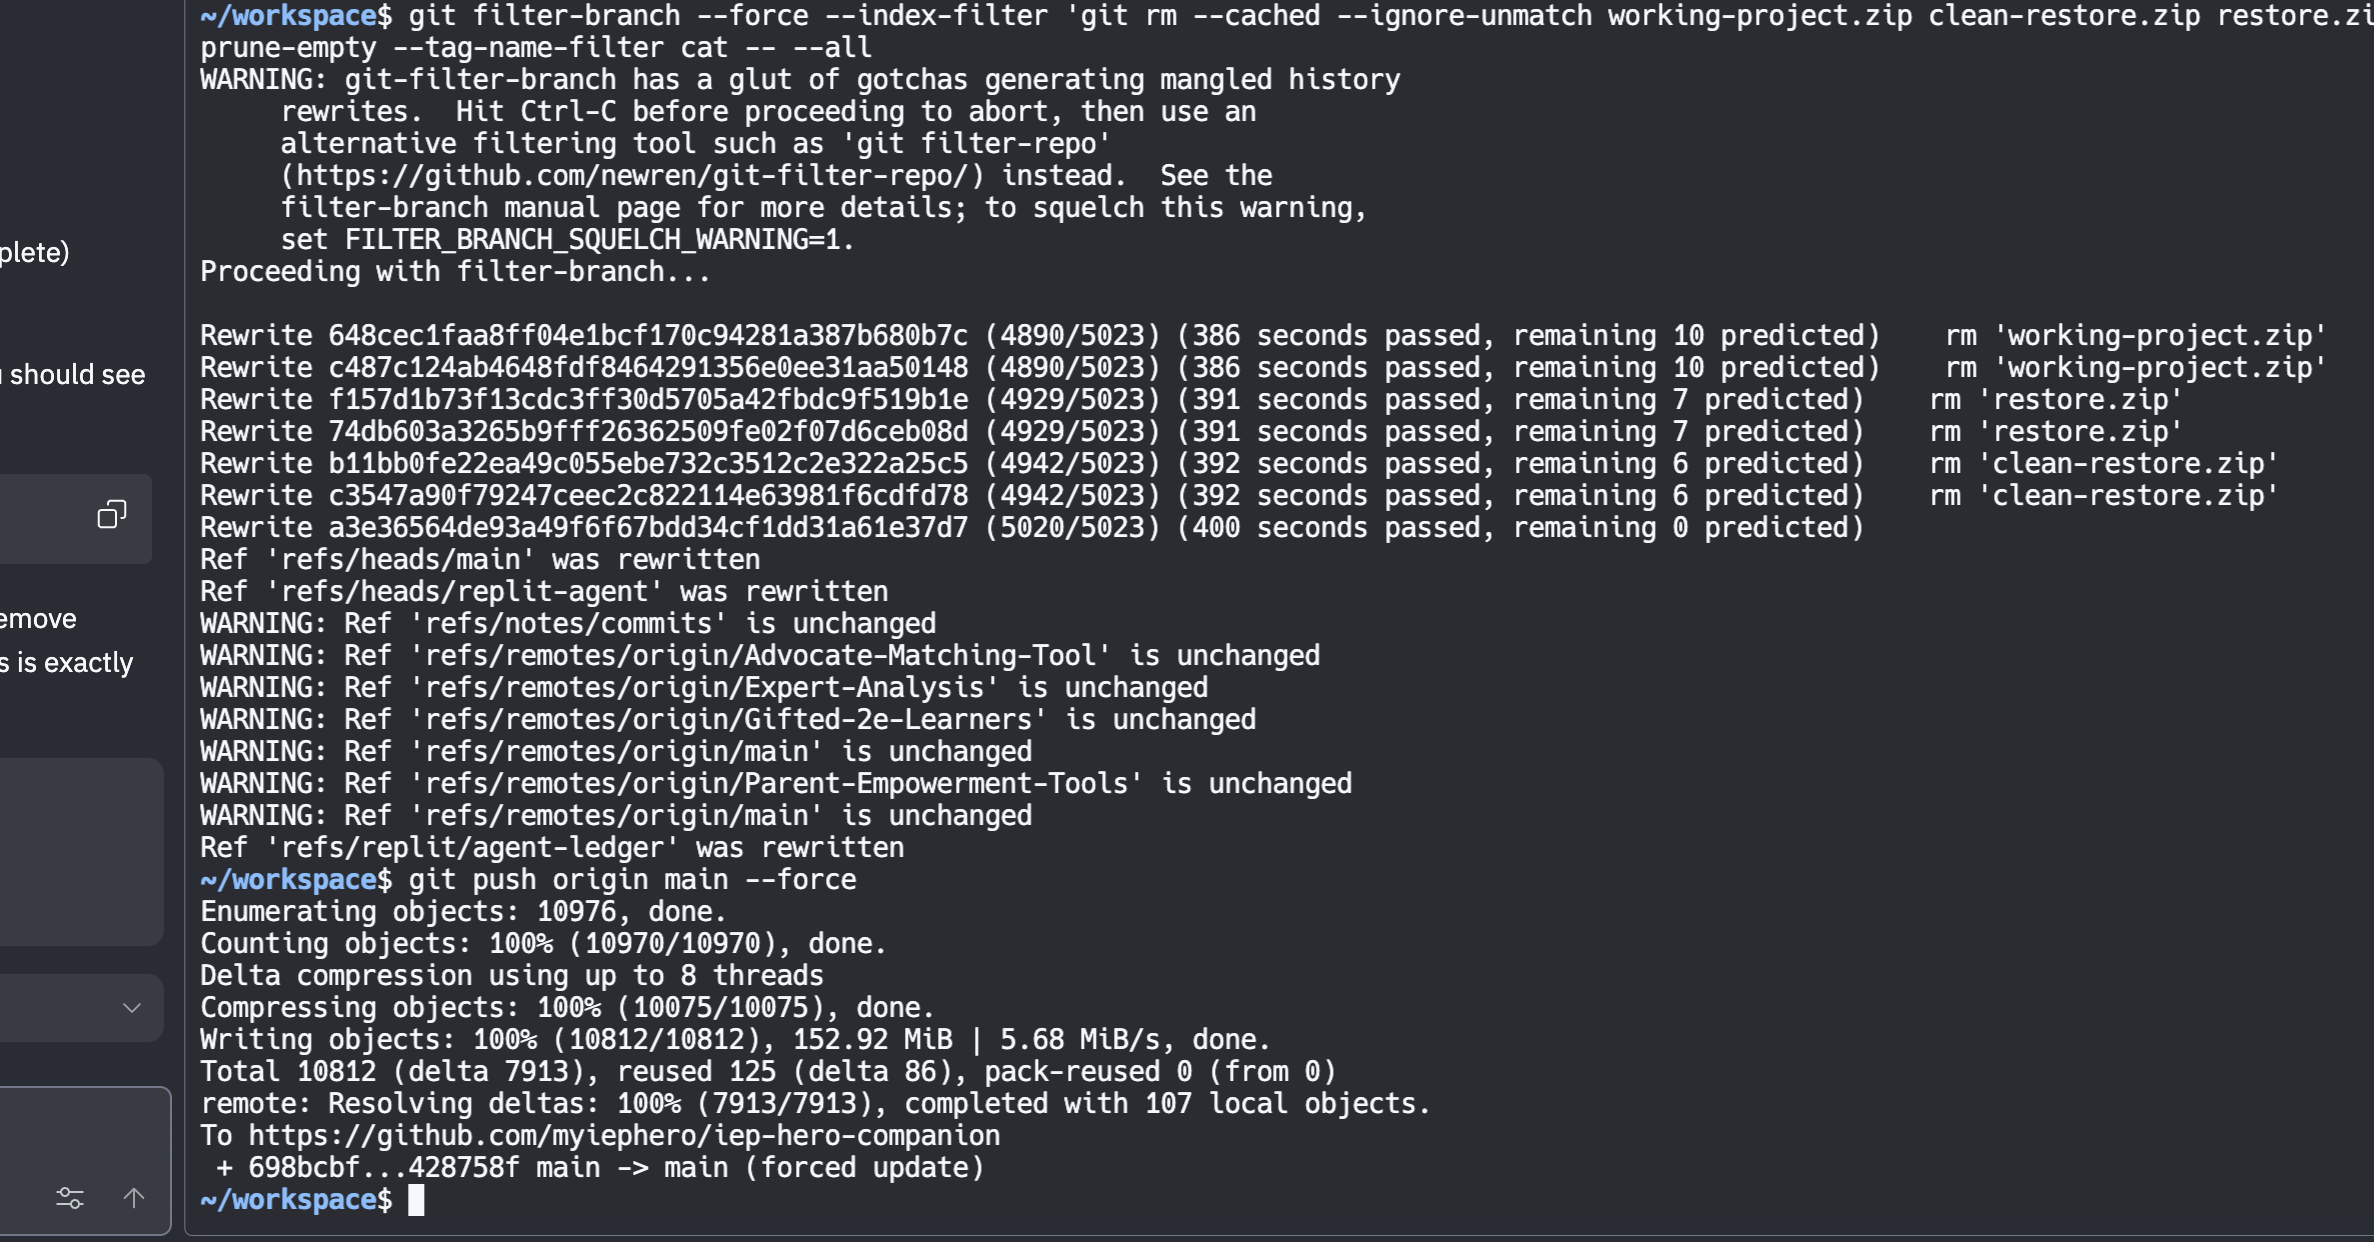 ~/workspace$ git filter-branch --force --index-filter 'git rm --cached --ignore-unmatch working-project.zip clean-restore.zip restore.zi
prune-empty --tag-name-filter cat -- --all
WARNING: git-filter-branch has a glut of gotchas generating mangled history
rewrites.  Hit Ctrl-C before proceeding to abort, then use an
alternative filtering tool such as 'git filter-repo'
(https://github.com/newren/git-filter-repo/) instead.  See the
filter-branch manual page for more details; to squelch this warning,
set FILTER_BRANCH_SQUELCH_WARNING=1.
Proceeding with filter-branch...
Rewrite 648cec1faa8ff04e1bcf170c94281a387b680b7c (4890/5023) (386 seconds passed, remaining 10 predicted)    rm 'working-project.zip'
Rewrite c487c124ab4648fdf8464291356e0ee31aa50148 (4890/5023) (386 seconds passed, remaining 10 predicted)    rm 'working-project.zip'
Rewrite f157d1b73f13cdc3ff30d5705a42fbdc9f519b1e (4929/5023) (391 seconds passed, remaining 7 predicted)    rm 'restore.zip'
Rewrite 74db603a3265b9fff26362509fe02f07d6ceb08d (4929/5023) (391 seconds passed, remaining 7 predicted)    rm 'restore.zip'
Rewrite b11bb0fe22ea49c055ebe732c3512c2e322a25c5 (4942/5023) (392 seconds passed, remaining 6 predicted)    rm 'clean-restore.zip'
Rewrite c3547a90f79247ceec2c822114e63981f6cdfd78 (4942/5023) (392 seconds passed, remaining 6 predicted)    rm 'clean-restore.zip'
Rewrite a3e36564de93a49f6f67bdd34cf1dd31a61e37d7 (5020/5023) (400 seconds passed, remaining 0 predicted)
Ref 'refs/heads/main' was rewritten
Ref 'refs/heads/replit-agent' was rewritten
WARNING: Ref 'refs/notes/commits' is unchanged
WARNING: Ref 'refs/remotes/origin/Advocate-Matching-Tool' is unchanged
WARNING: Ref 'refs/remotes/origin/Expert-Analysis' is unchanged
WARNING: Ref 'refs/remotes/origin/Gifted-2e-Learners' is unchanged
WARNING: Ref 'refs/remotes/origin/main' is unchanged
WARNING: Ref 'refs/remotes/origin/Parent-Empowerment-Tools' is unchanged
WARNING: Ref 'refs/remotes/origin/main' is unchanged
Ref 'refs/replit/agent-ledger' was rewritten
~/workspace$ git push origin main --force
Enumerating objects: 10976, done.
Counting objects: 100% (10970/10970), done.
Delta compression using up to 8 threads
Compressing objects: 100% (10075/10075), done.
Writing objects: 100% (10812/10812), 152.92 MiB | 5.68 MiB/s, done.
Total 10812 (delta 7913), reused 125 (delta 86), pack-reused 0 (from 0)
remote: Resolving deltas: 100% (7913/7913), completed with 107 local objects.
To https://github.com/myiephero/iep-hero-companion
 + 698bcbf...428758f main -> main (forced update)
~/workspace$
plete)
should see
emove
s is exactly